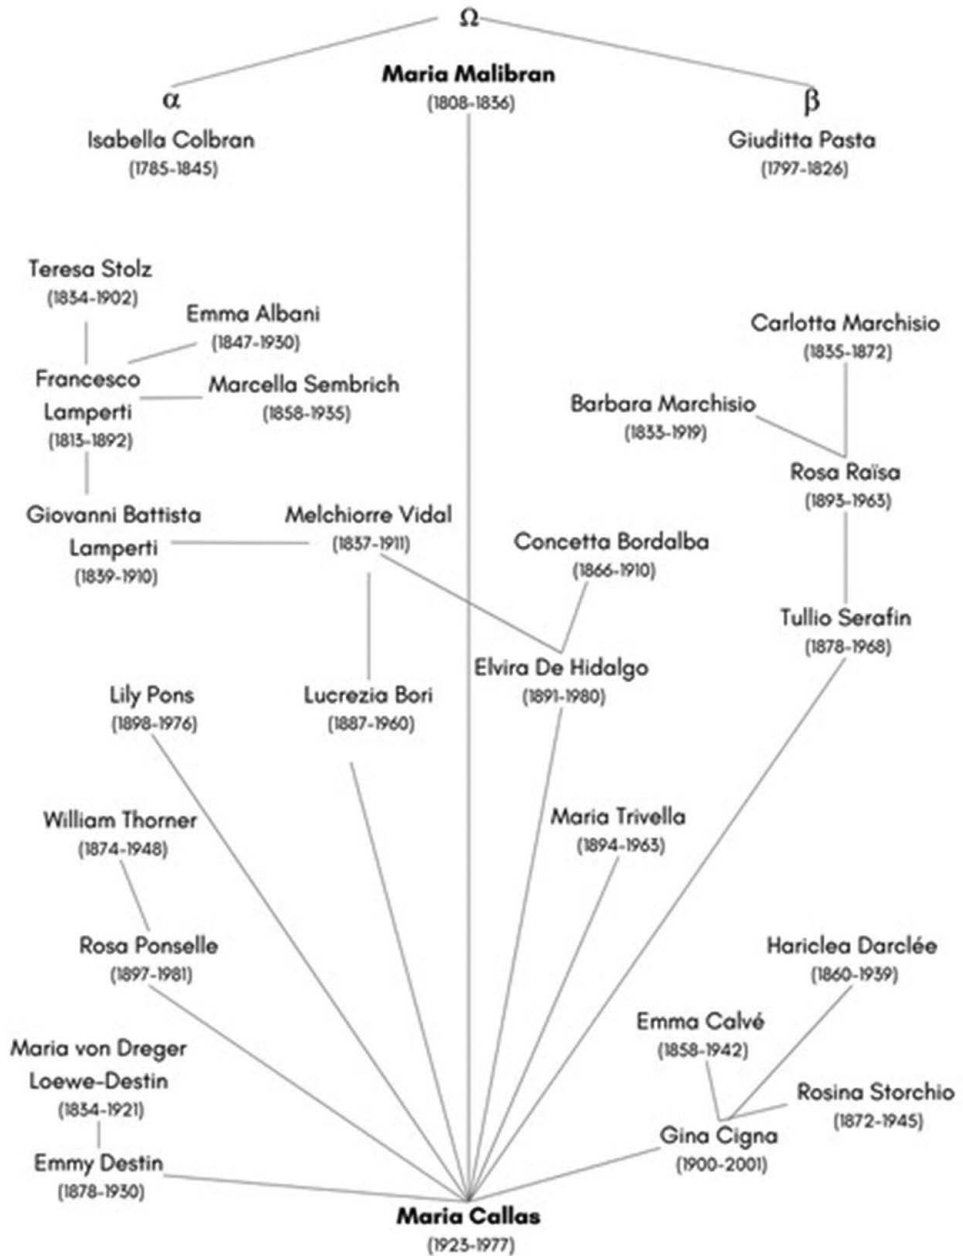 Ω
Maria Malibran
(1808-1836)
α
Isabella Colbran
(1785-1845)
β
Giuditta Pasta
(1797-1826)
Teresa Stolz
(1834-1902)
Emma Albani
(1847-1930)
Francesco
Lamperti
(1813-1892)
Marcella Sembrich
(1858-1935)
Carlotta Marchisio
(1835-1872)
Barbara Marchisio
(1833-1919)
Rosa Raïsa
(1893-1963)
Giovanni Battista
Lamperti
(1839-1910)
Melchiorre Vidal
(1837-1911)
Concetta Bordalba
(1866-1910)
Tullio Serafin
(1878-1968)
Elvira De Hidalgo
(1891-1980)
Lily Pons
(1898-1976)
Lucrezia Bori
(1887-1960)
William Thorner
(1874-1948)
Maria Trivella
(1894-1963)
Rosa Ponselle
(1897-1981)
Hariclea Darclée
(1860-1939)
Emma Calvé
(1858-1942)
Maria von Dreger
Loewe-Destin
(1834-1921)
Rosina Storchio
(1872-1945)
Gina Cigna
(1900-2001)
Emmy Destin
(1878-1930)
Maria Callas
(1923-1977)